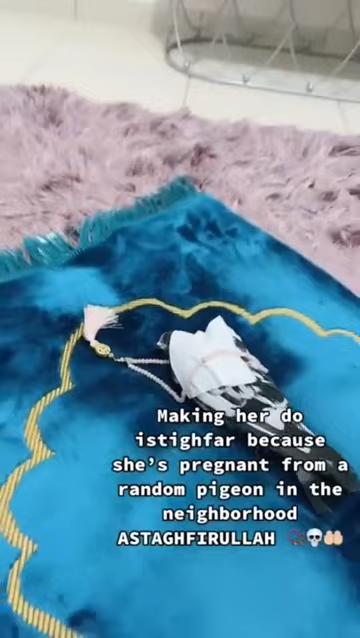 Making her do
istighfar because
she's pregnant from a
random pigeon in the
neighborhood
ASTAGHFIRULLAH 📿💀🤲🏻